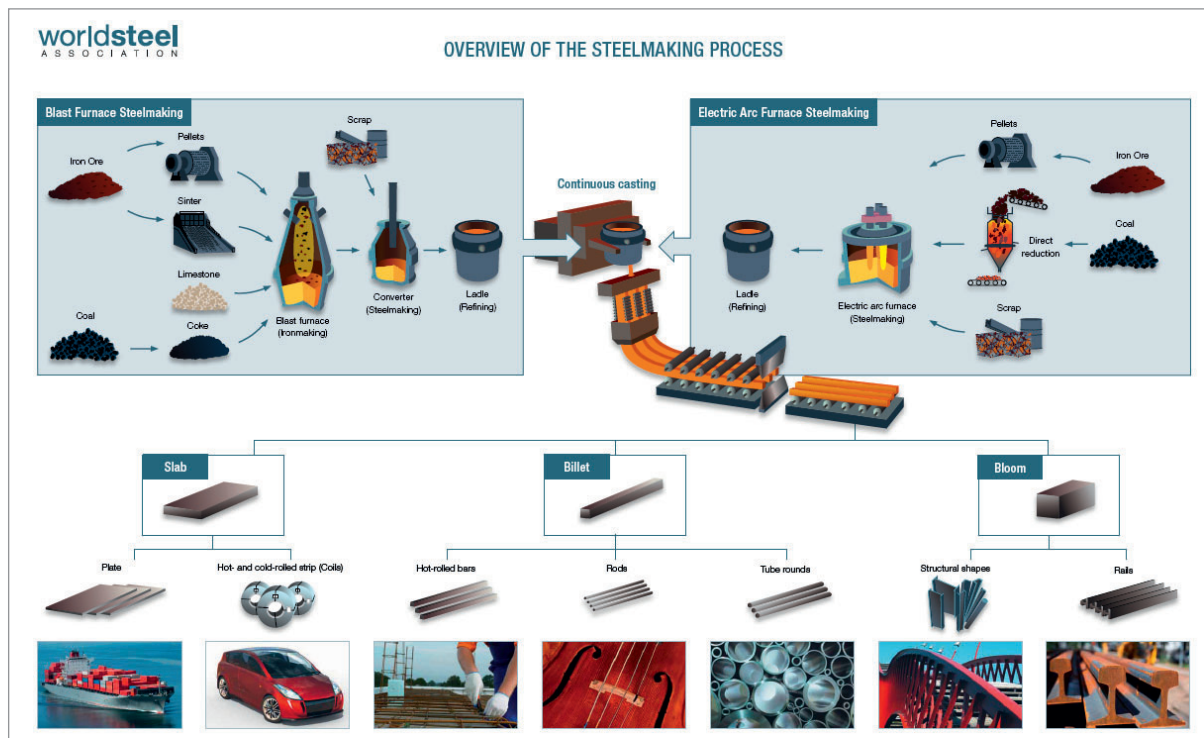 worldsteel
ASSOCIATION
OVERVIEW OF THE STEELMAKING PROCESS
Blast Furnace Steelmaking
Iron Ore
Pellets
Sinter
Limestone
Coal
Coke
Blast furnace
(Ironmaking)
Scrap
Converter
(Steelmaking)
Ladle
(Refining)
Continuous casting
Electric Arc Furnace Steelmaking
Pellets
Iron Ore
Direct
reduction
Coal
Scrap
Electric arc furnace
(Steelmaking)
Ladle
(Refining)
Slab
Billet
Bloom
Plate
Hot- and cold-rolled strip (Coils)
Hot-rolled bars
Rods
Tube rounds
Structural shapes
Rails